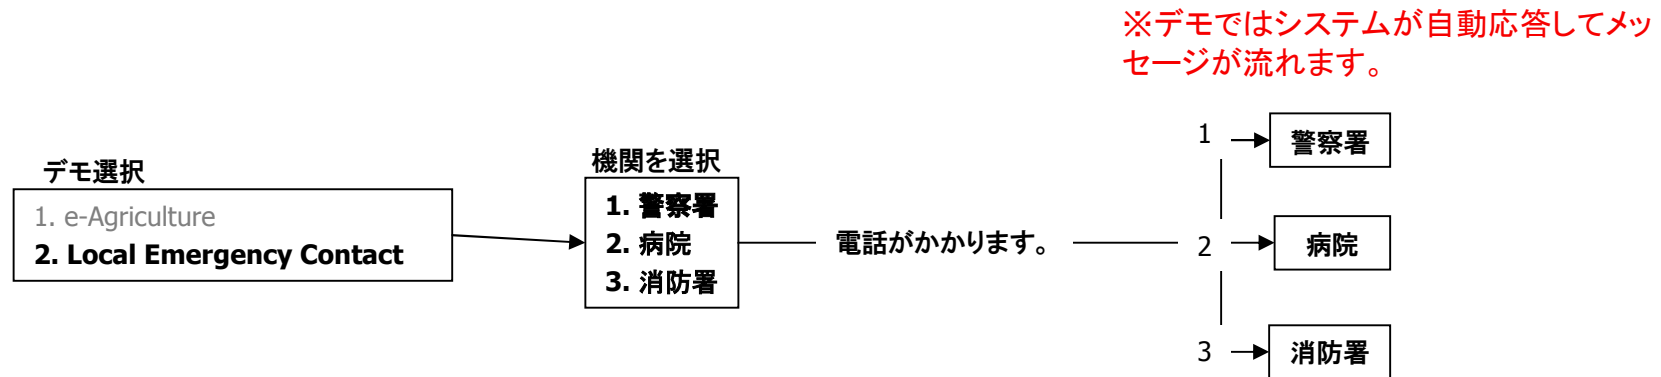 ※デモではシステムが自動応答してメッ
セージが流れます。
デモ選択
1. e-Agriculture
2. Local Emergency Contact
機関を選択
1. 警察署
2. 病院
3. 消防署
電話がかかります。
1
警察署
2
病院
3
消防署